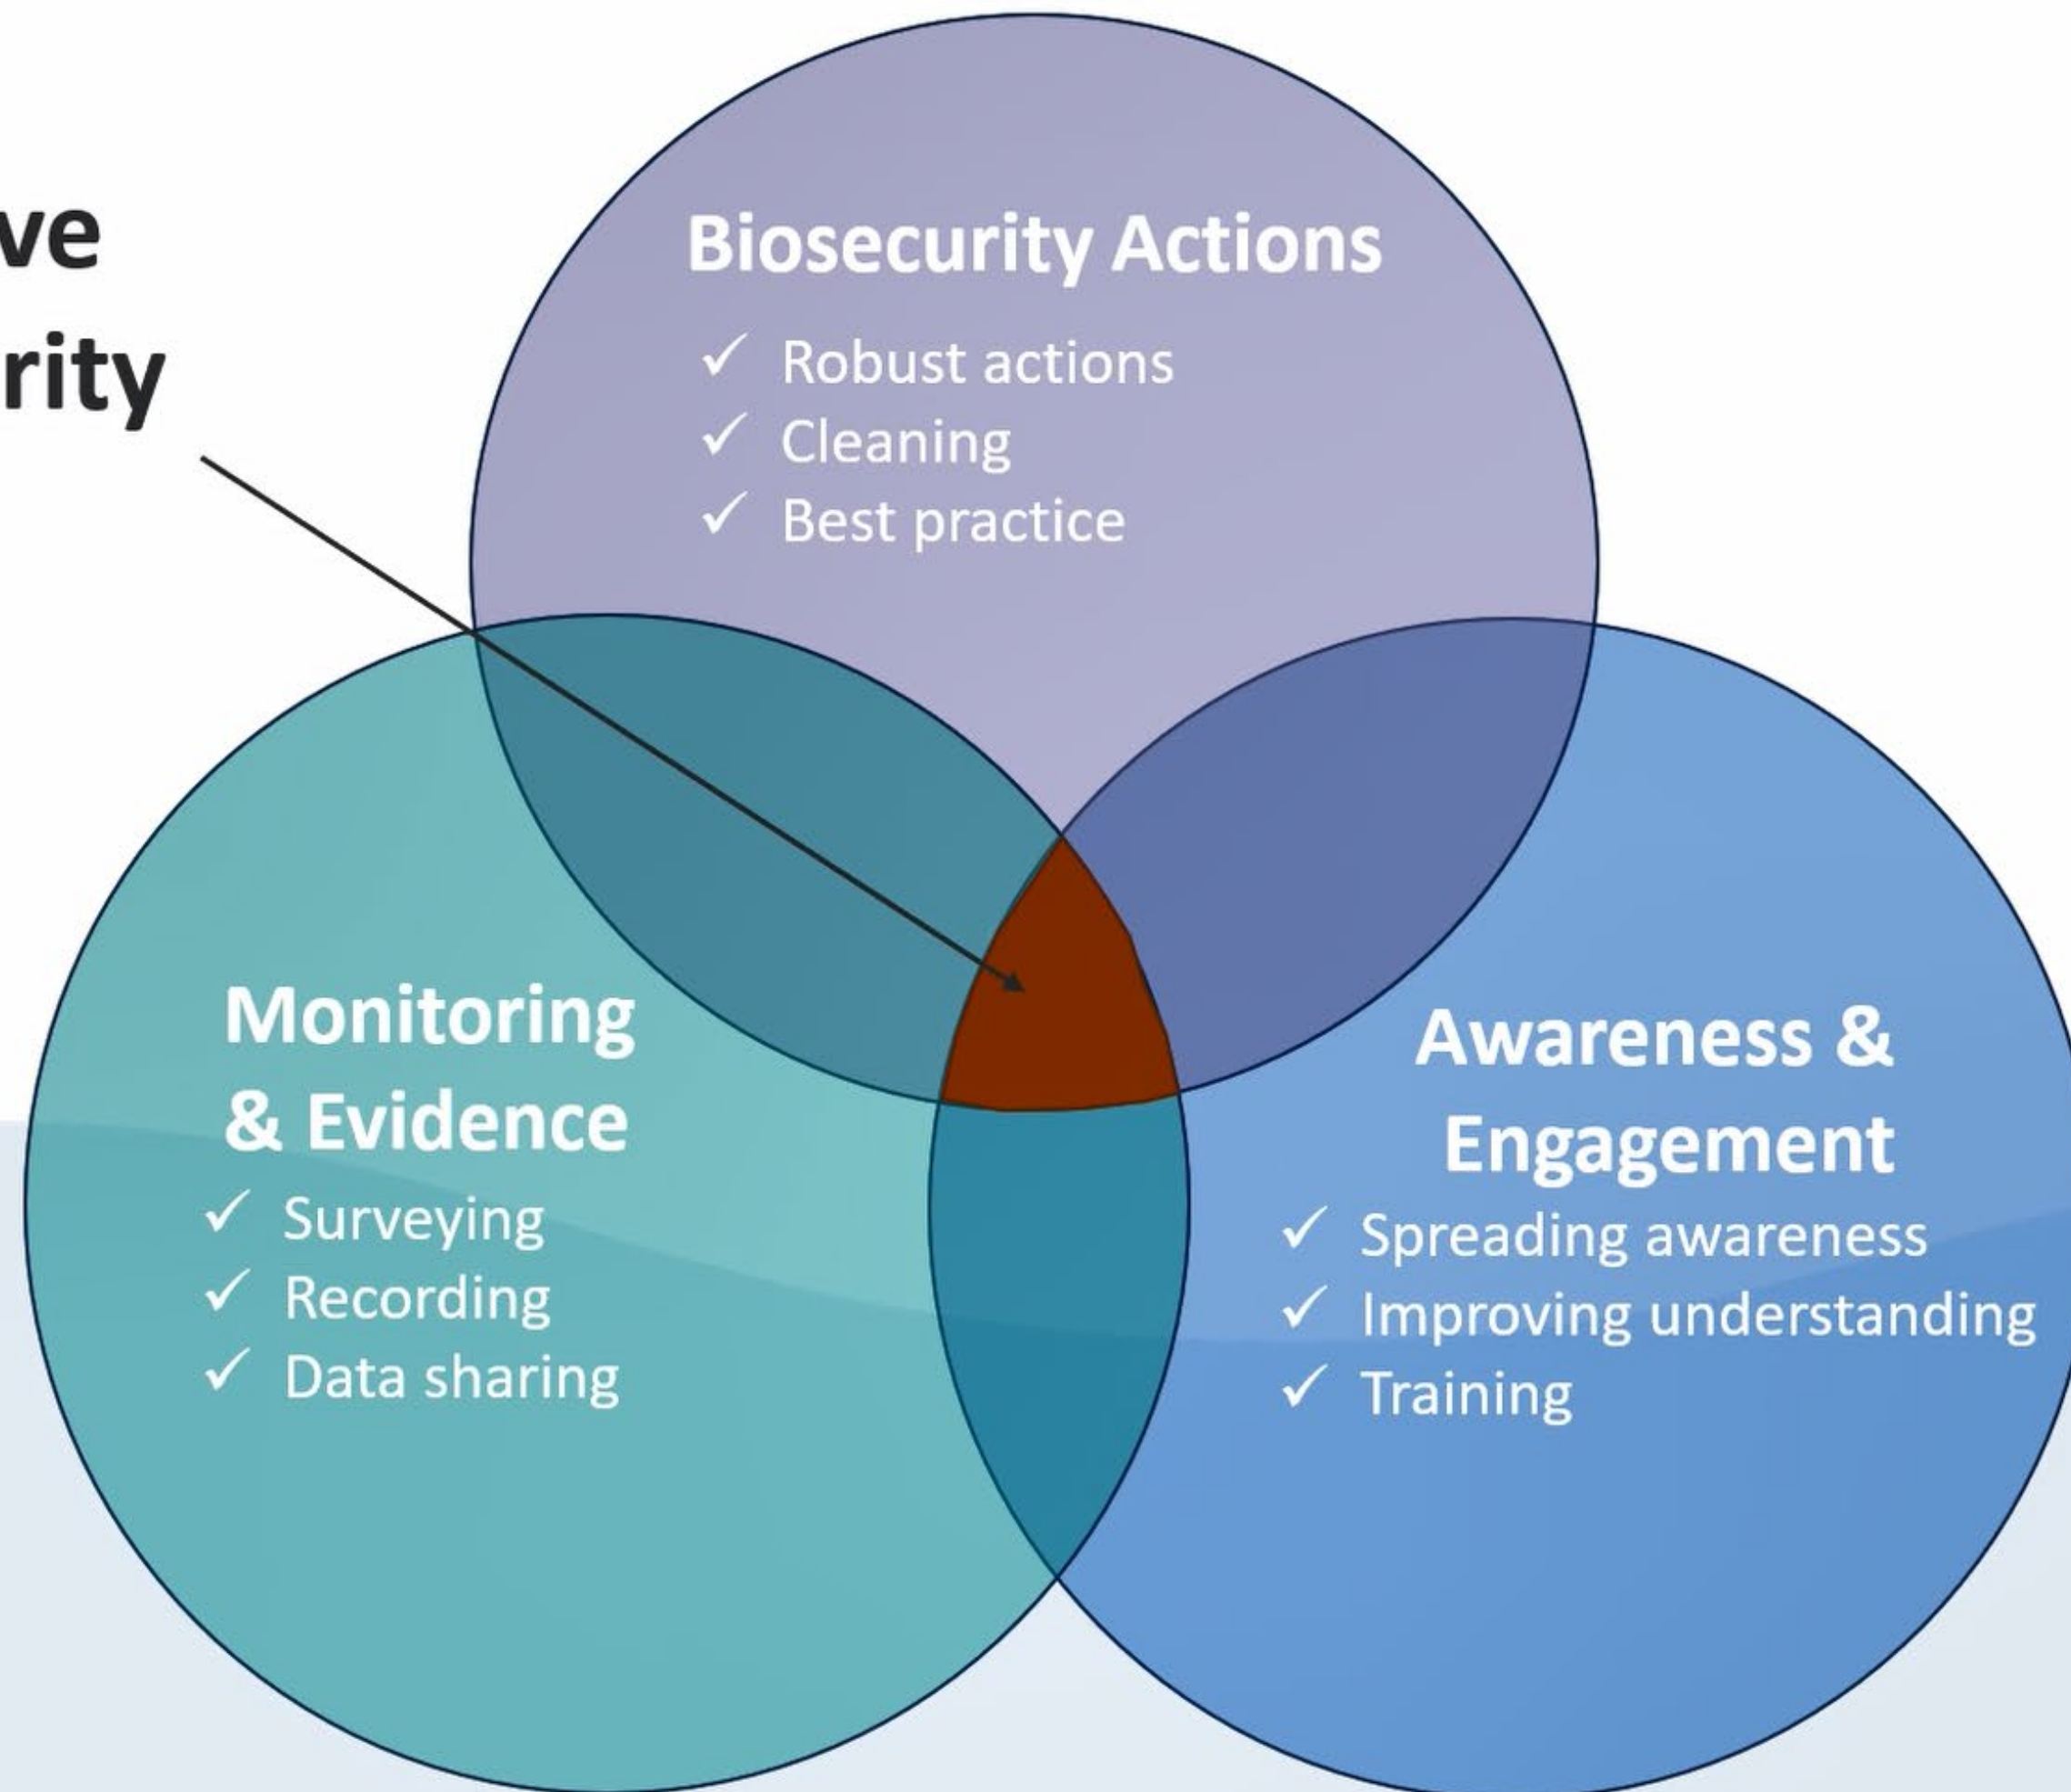 ve
rity
Biosecurity Actions
✓ Robust actions
✓ Cleaning
✓ Best practice
Monitoring
& Evidence
✓ Surveying
✓ Recording
✓ Data sharing
Awareness &
Engagement
✓ Spreading awareness
✓ Improving understanding
✓ Training